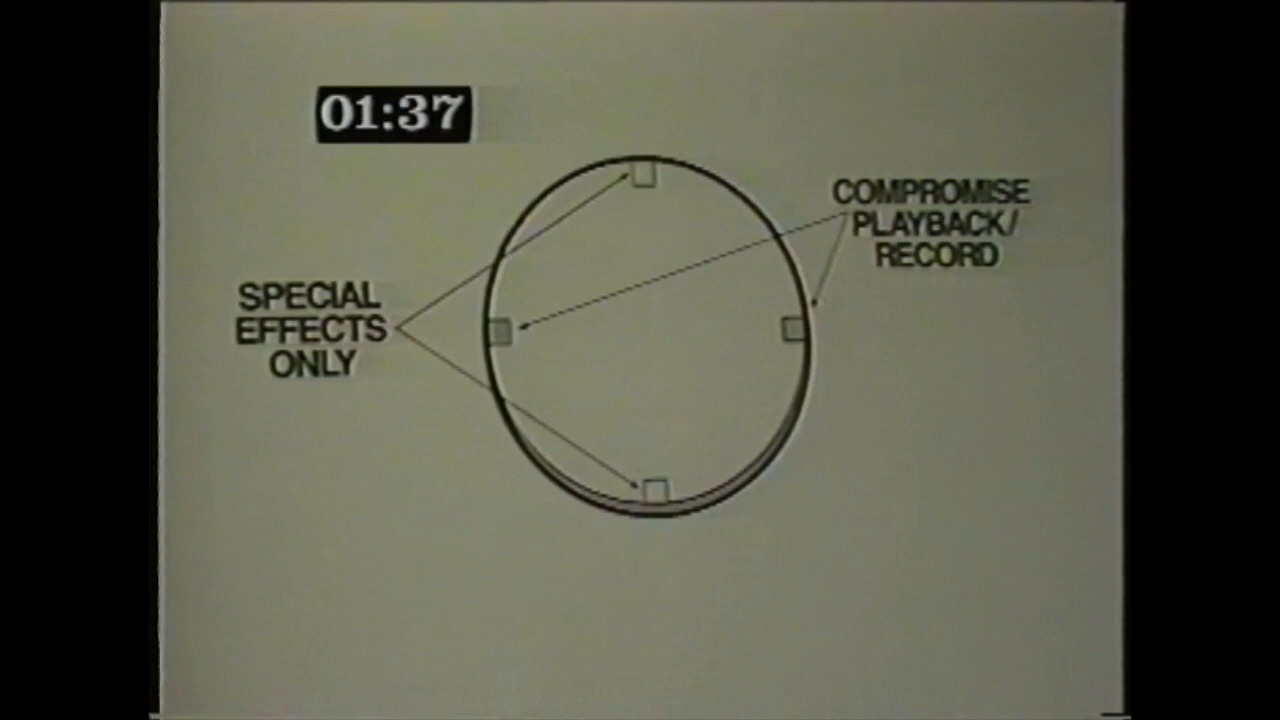 01:37
COMPROMISE
PLAYBACK/
RECORD
SPECIAL
EFFECTS
ONLY